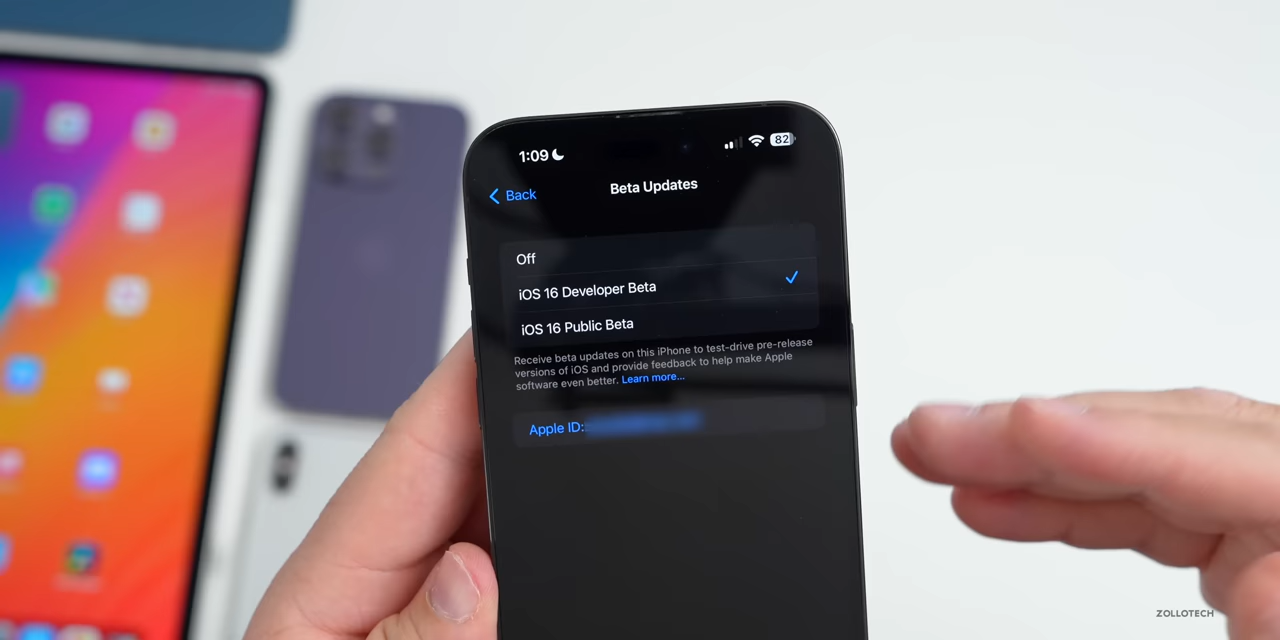 1:09
82
Back
Beta Updates
Off
iOS 16 Developer Beta
iOS 16 Public Beta
Receive beta updates on this iPhone to test-drive pre-release
versions of iOS and provide feedback to help make Apple
software even better. Learn more...
Apple ID:
ZOLLOTECH